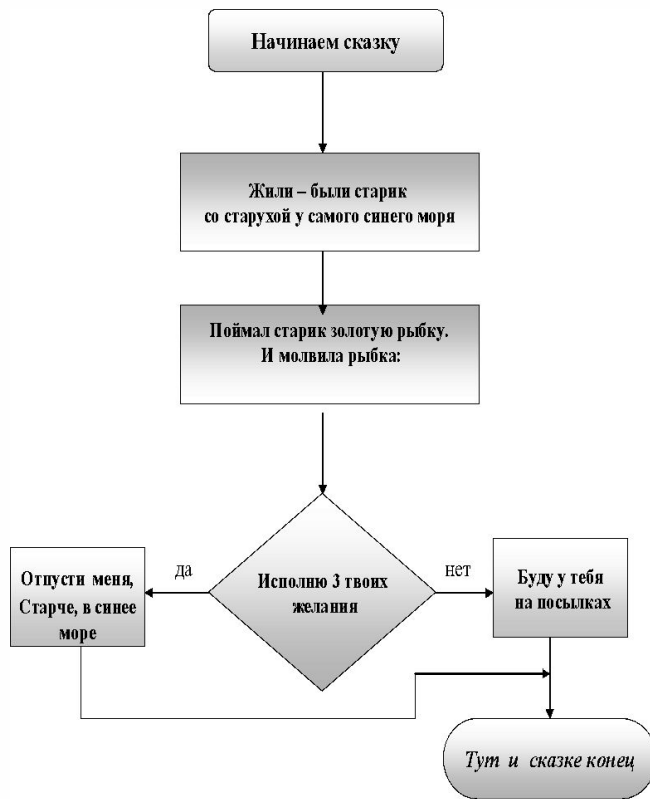 Начинаем сказку
Жили – были старик
со старухой у самого синего моря
Поймал старик золотую рыбку.
И молвила рыбка:
да
Исполню 3 твоих
желания
нет
Отпусти меня,
Старче, в синее
море
Буду у тебя
на посылках
Тут и сказке конец